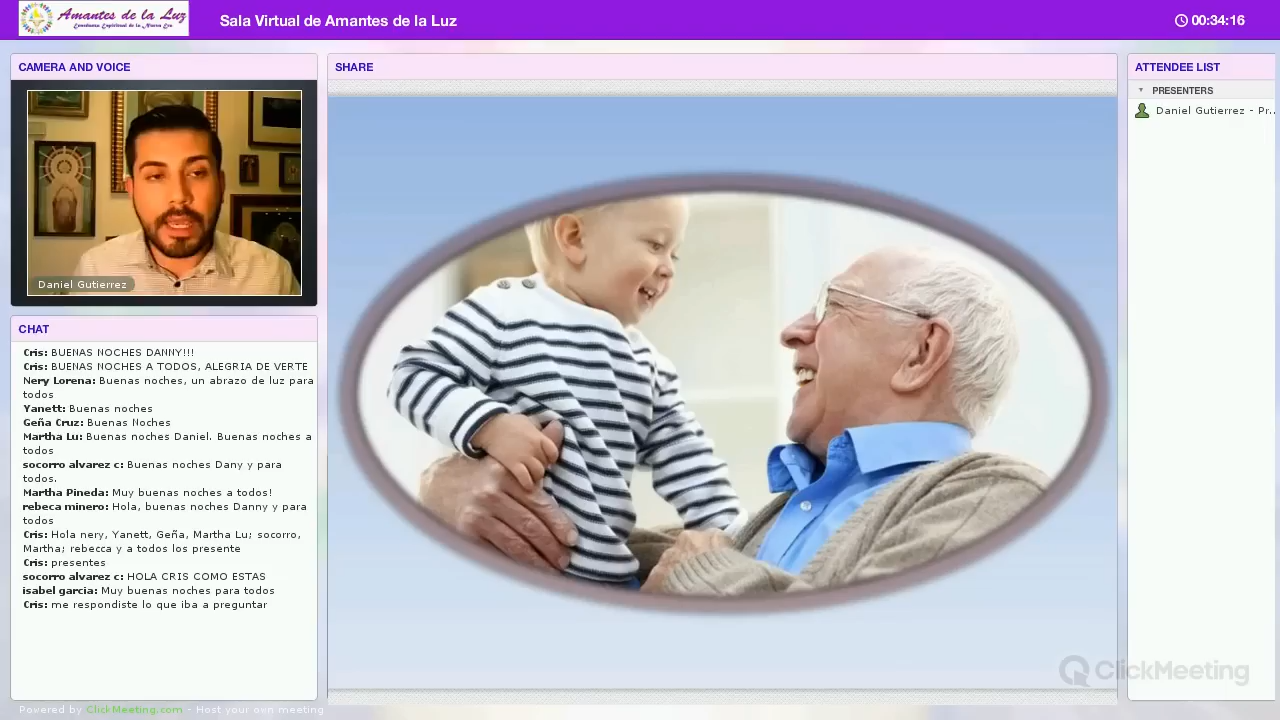 Amantes de la Luz
Enseñanza Espiritual de la Nueva Era
Sala Virtual de Amantes de la Luz
00:34:16
CAMERA AND VOICE
Daniel Gutierrez
CHAT
Cris: BUENAS NOCHES DANNY!!!
Cris: BUENAS NOCHES A TODOS, ALEGRIA DE VERTE
Nery Lorena: Buenas noches, un abrazo de luz para
todos
Yanett: Buenas noches
Geña Cruz: Buenas Noches
Martha Lu: Buenas noches Daniel. Buenas noches a
todos
socorro alvarez c: Buenas noches Dany y para
todos.
Martha Pineda: Muy buenas noches a todos!
rebeca minero: Hola, buenas noches Danny y para
todos
Cris: Hola nery, Yanett, Geña, Martha Lu; socorro,
Martha; rebecca y a todos los presente
Cris: presentes
socorro alvarez c: HOLA CRIS COMO ESTAS
isabel garcia: Muy buenas noches para todos
Cris: me respondiste lo que iba a preguntar
Powered by ClickMeeting.com - Host your own meeting
SHARE
ClickMeeting
ATTENDEE LIST
PRESENTERS
Daniel Gutierrez - Pr...